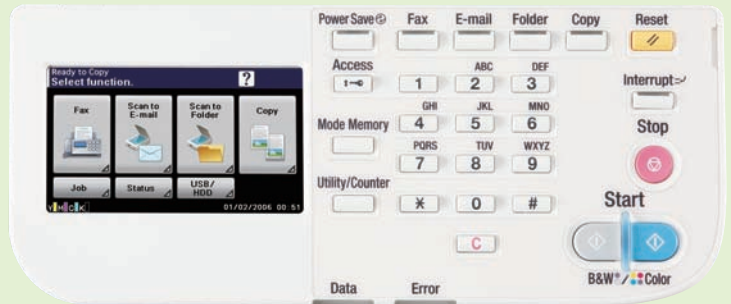 Power Save Fax E-mail Folder Copy Reset
Ready to Copy
Select function. ?
Fax Scan to E-mail Scan to Folder Copy
Job Status USB/HDD
Y M C K 01/02/2006 00:51
Access ABC DEF
1 2 3
Interrupt
GHI JKL MNO
Mode Memory 4 5 6 Stop
PQRS TUV WXYZ
7 8 9
Utility/Counter
* 0 # Start
C
B&W / Color
Data Error